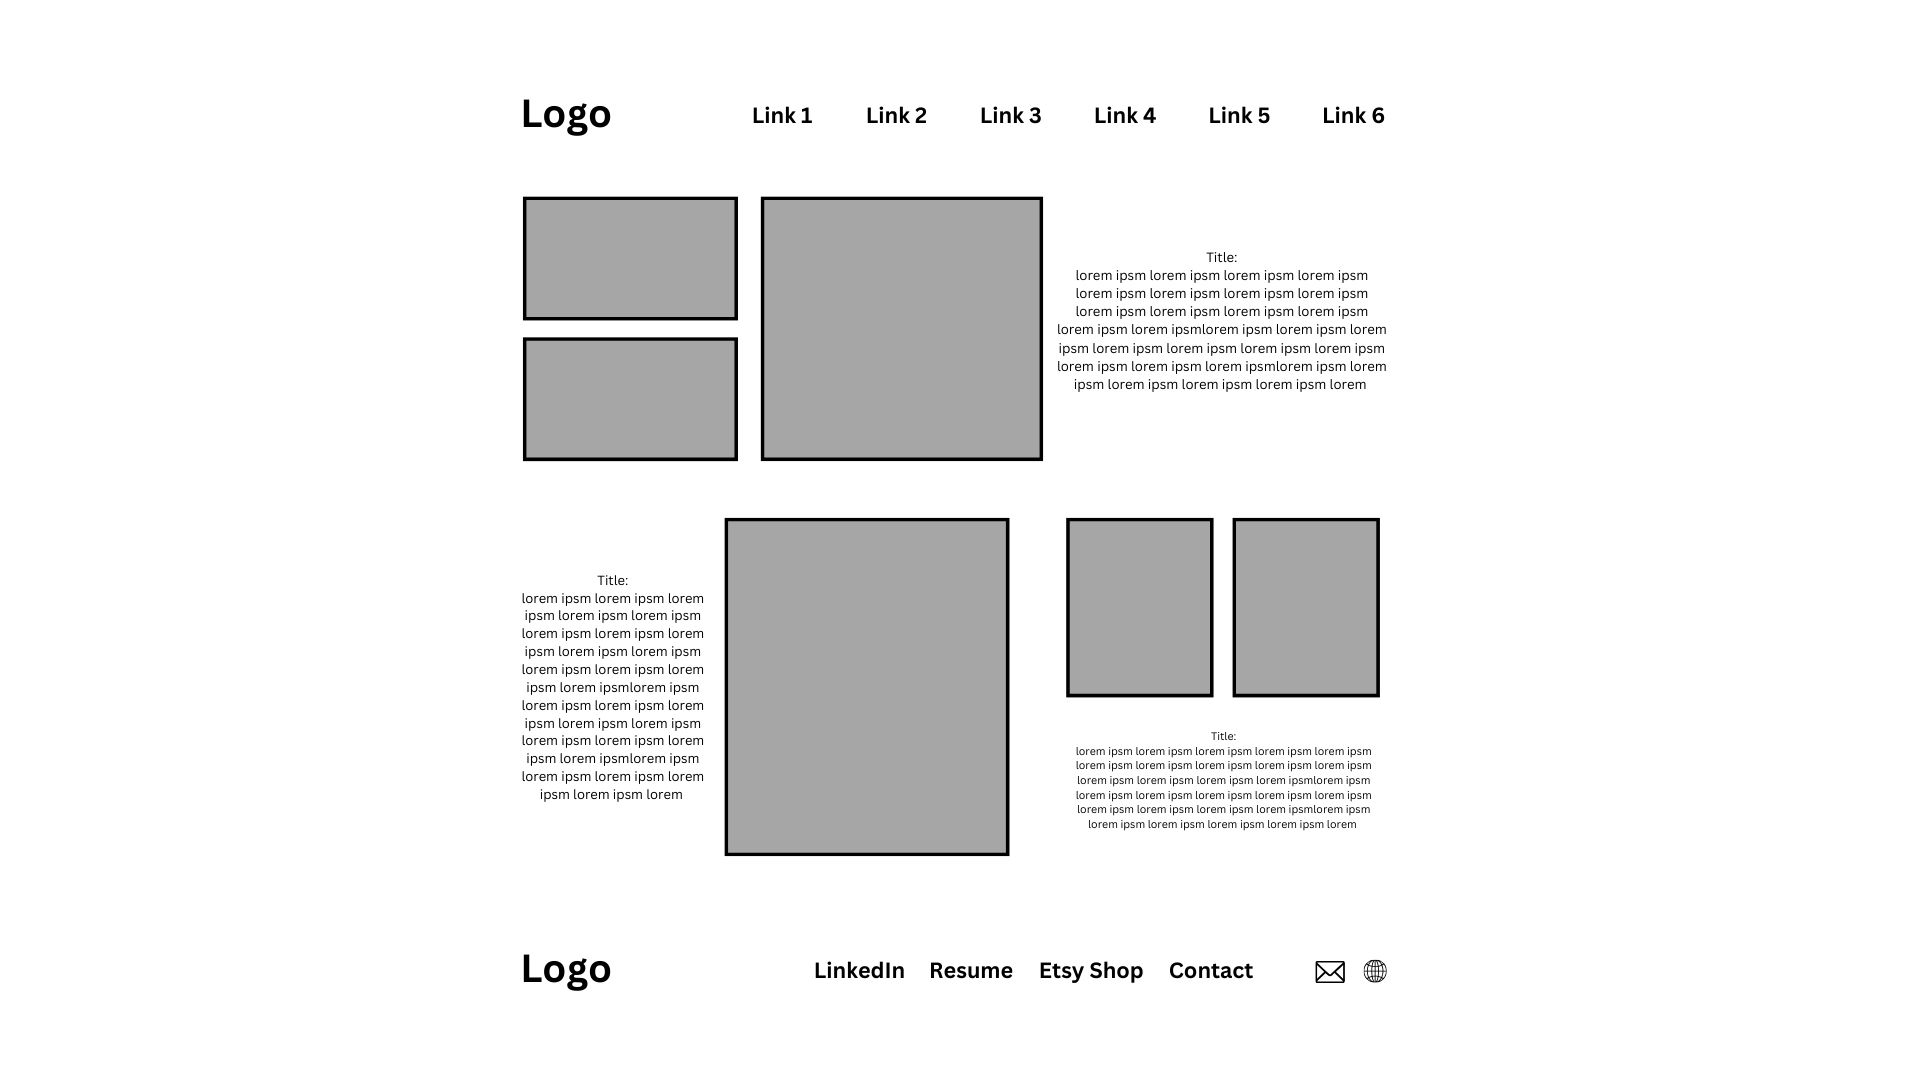 Logo
Link 1
Link 2
Link 3
Link 4
Link 5
Link 6
Title:
lorem ipsm lorem ipsm lorem ipsm lorem ipsm
lorem ipsm lorem ipsm lorem ipsm lorem ipsm
lorem ipsm lorem ipsm lorem ipsm lorem ipsm
lorem ipsm lorem ipsmlorem ipsm lorem ipsm lorem
ipsm lorem ipsm lorem ipsm lorem ipsm lorem ipsm
lorem ipsm lorem ipsm lorem ipsmlorem ipsm lorem
ipsm lorem ipsm lorem ipsm lorem ipsm lorem
Title:
lorem ipsm lorem ipsm lorem
ipsm lorem ipsm lorem ipsm
lorem ipsm lorem ipsm lorem
ipsm lorem ipsm lorem ipsm
lorem ipsm lorem ipsm lorem
ipsm lorem ipsmlorem ipsm
lorem ipsm lorem ipsm lorem
ipsm lorem ipsm lorem ipsm
lorem ipsm lorem ipsm lorem
ipsm lorem ipsmlorem ipsm
lorem ipsm lorem ipsm lorem
ipsm lorem ipsm lorem
Title:
lorem ipsm lorem ipsm lorem ipsm lorem ipsm lorem ipsm
lorem ipsm lorem ipsm lorem ipsm lorem ipsm lorem ipsm
lorem ipsm lorem ipsm lorem ipsm lorem ipsmlorem ipsm
lorem ipsm lorem ipsm lorem ipsm lorem ipsm lorem ipsm
lorem ipsm lorem ipsm lorem ipsm lorem ipsmlorem ipsm
lorem ipsm lorem ipsm lorem ipsm lorem ipsm lorem
Logo
LinkedIn
Resume
Etsy Shop
Contact